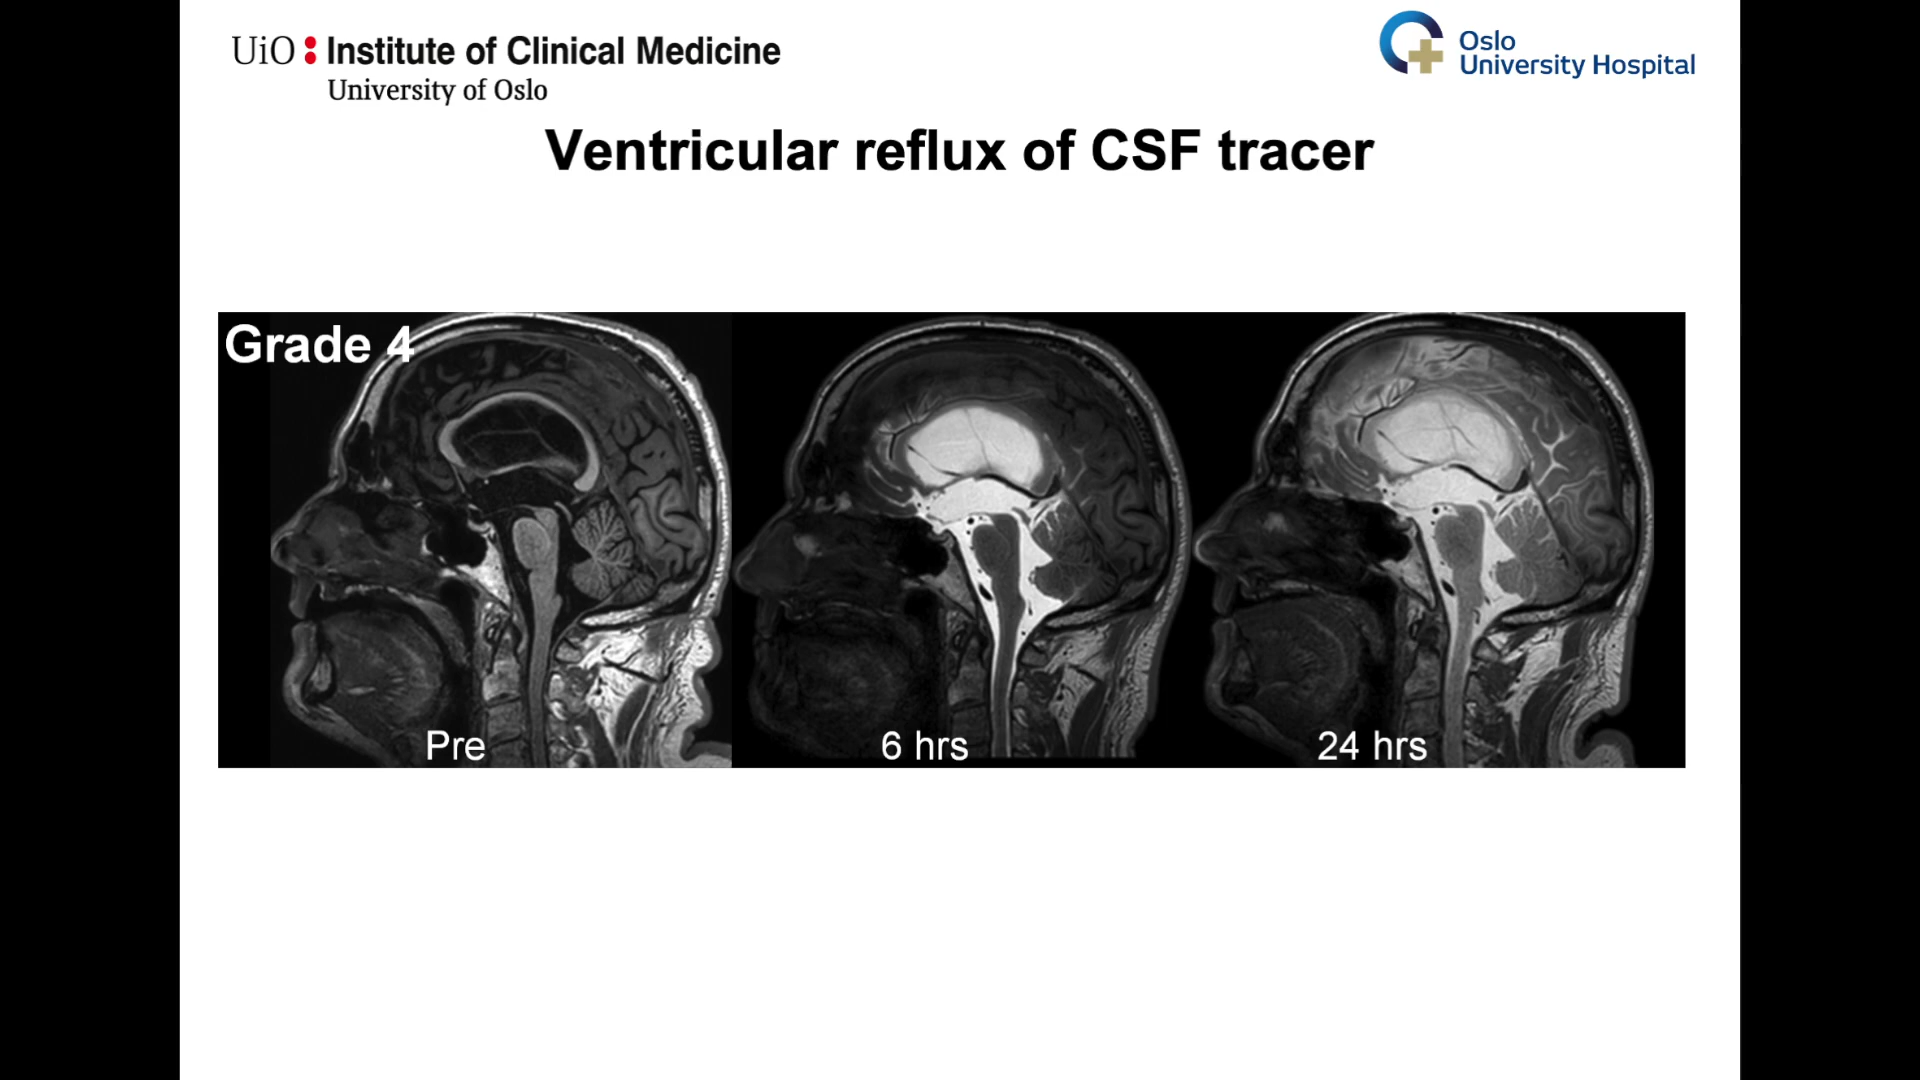 UiO Institute of Clinical Medicine
University of Oslo
Oslo
University Hospital
Ventricular reflux of CSF tracer
Grade 4
Pre
6 hrs
24 hrs